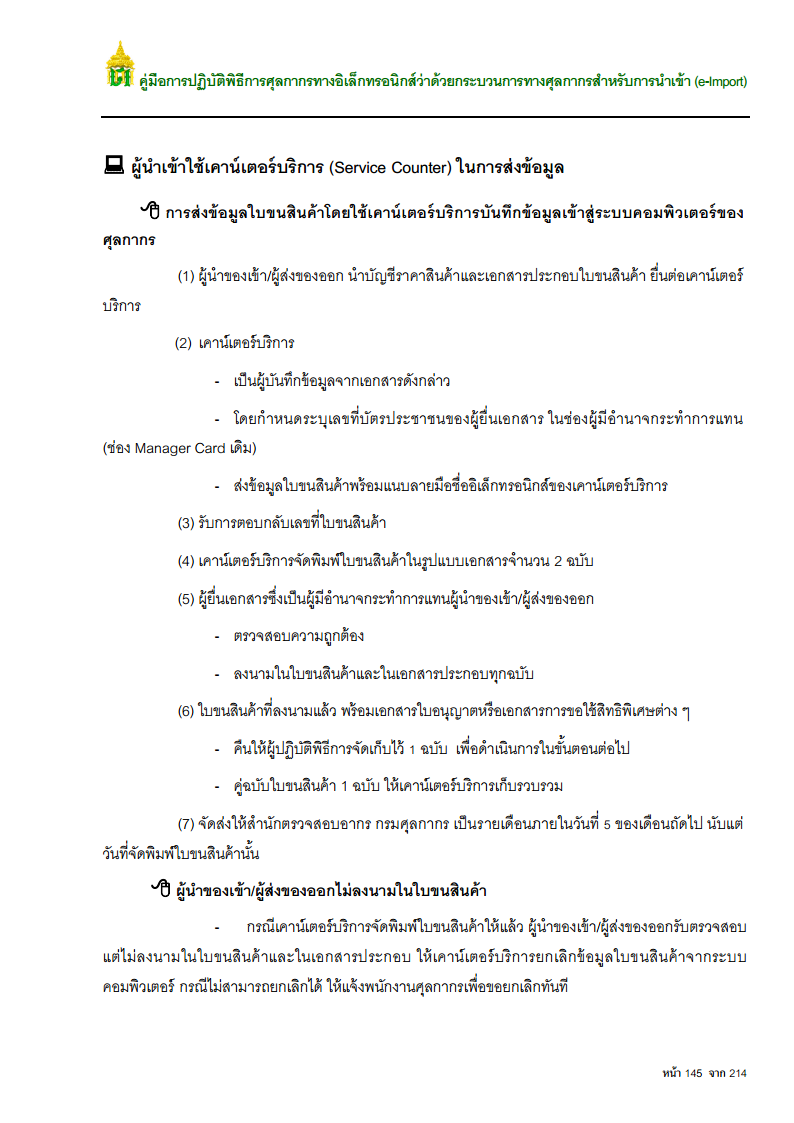 คู่มือการปฏิบัติพิธีการศุลกากรทางอิเล็กทรอนิกส์ว่าด้วยกระบวนการทางศุลกากรสำหรับการนำเข้า (e-Import)
ผู้นำเข้าใช้เคาน์เตอร์บริการ (Service Counter) ในการส่งข้อมูล
การส่งข้อมูลใบขนสินค้าโดยใช้เคาน์เตอร์บริการบันทึกข้อมูลเข้าสู่ระบบคอมพิวเตอร์ของ
ศุลกากร
(1) ผู้นำของเข้า/ผู้ส่งของออก นำบัญชีราคาสินค้าและเอกสารประกอบใบขนสินค้า ยื่นต่อเคาน์เตอร์
บริการ
(2) เคาน์เตอร์บริการ
- เป็นผู้บันทึกข้อมูลจากเอกสารดังกล่าว
- โดยกำหนดระบุเลขที่บัตรประชาชนของผู้ยื่นเอกสาร ในช่องผู้มีอำนาจกระทำการแทน
(ช่อง Manager Card เดิม)
- ส่งข้อมูลใบขนสินค้าพร้อมแนบลายมือชื่ออิเล็กทรอนิกส์ของเคาน์เตอร์บริการ
(3) รับการตอบกลับเลขที่ใบขนสินค้า
(4) เคาน์เตอร์บริการจัดพิมพ์ใบขนสินค้าในรูปแบบเอกสารจำนวน 2 ฉบับ
(5) ผู้ยื่นเอกสารซึ่งเป็นผู้มีอำนาจกระทำการแทนผู้นำของเข้า/ผู้ส่งของออก
- ตรวจสอบความถูกต้อง
- ลงนามในใบขนสินค้าและในเอกสารประกอบทุกฉบับ
(6) ใบขนสินค้าที่ลงนามแล้ว พร้อมเอกสารใบอนุญาตหรือเอกสารการขอใช้สิทธิพิเศษต่าง ๆ
- คืนให้ผู้ปฏิบัติพิธีการจัดเก็บไว้ 1 ฉบับ เพื่อดำเนินการในขั้นตอนต่อไป
- คู่ฉบับใบขนสินค้า 1 ฉบับ ให้เคาน์เตอร์บริการเก็บรวบรวม
(7) จัดส่งให้สำนักตรวจสอบอากร กรมศุลกากร เป็นรายเดือนภายในวันที่ 5 ของเดือนถัดไป นับแต่
วันที่จัดพิมพ์ใบขนสินค้านั้น
ผู้นำของเข้า/ผู้ส่งของออกไม่ลงนามในใบขนสินค้า
- กรณีเคาน์เตอร์บริการจัดพิมพ์ใบขนสินค้าให้แล้ว ผู้นำของเข้า/ผู้ส่งของออกรับตรวจสอบ
แต่ไม่ลงนามในใบขนสินค้าและในเอกสารประกอบ ให้เคาน์เตอร์บริการยกเลิกข้อมูลใบขนสินค้าจากระบบ
คอมพิวเตอร์ กรณีไม่สามารถยกเลิกได้ ให้แจ้งพนักงานศุลกากรเพื่อขอยกเลิกทันที
หน้า 145 จาก 214